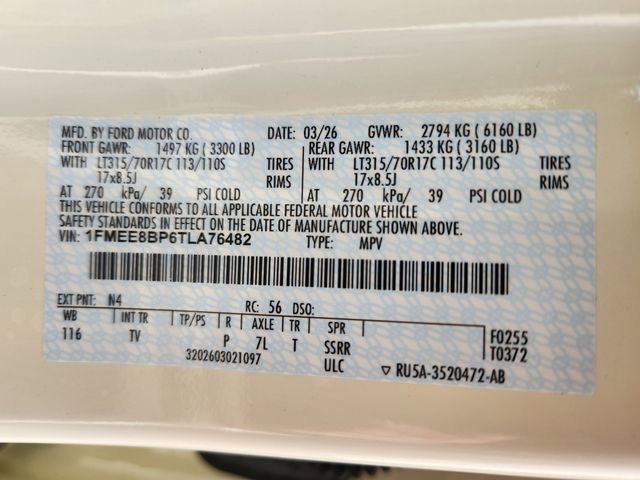 MFD. BY FORD MOTOR CO. DATE: 03/26 GVWR: 2794 KG ( 6160 LB)
FRONT GAWR: 1497 KG ( 3300 LB) REAR GAWR: 1433 KG ( 3160 LB)
WITH LT315/70R17C 113/110S TIRES WITH LT315/70R17C 113/110S TIRES
17x8.5J RIMS 17x8.5J RIMS
AT 270 kPa/ 39 PSI COLD AT 270 kPa/ 39 PSI COLD
THIS VEHICLE CONFORMS TO ALL APPLICABLE FEDERAL MOTOR VEHICLE
SAFETY STANDARDS IN EFFECT ON THE DATE OF MANUFACTURE SHOWN ABOVE.
VIN: 1FMEE8BP6TLA76482 TYPE: MPV
EXT PNT: N4 RC: 56 DSO:
WB INT TR TP/PS R AXLE TR SPR
116 TV P 7L T SSRR
ULC
F0255
T0372
3202603021097
▽ RU5A-3520472-AB